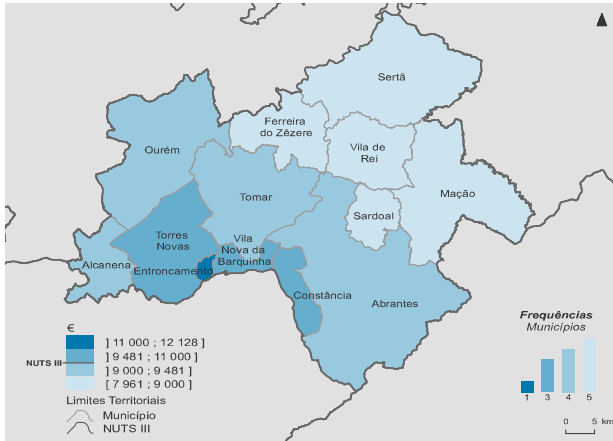 Sertã
Ferreira
do Zêzere
Ourém
Vila de
Rei
Mação
Tomar
Sardoal
Torres
Novas
Vila
Nova da
Barquinha
Alcanena
Entroncamento
Constância
Abrantes
€
] 11 000 ; 12 128 ]
] 9 481 ; 11 000 ]
NUTS III
] 9 000 ; 9 481 ]
[ 7 961 ; 9 000 ]
Limites Territoriais
Município
NUTS III
Frequências
Municípios
1 3 4 5
0 5 km